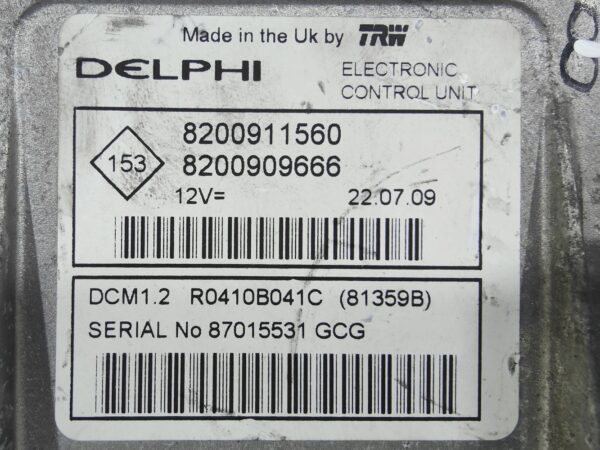 Made in the Uk by TRW
DELPHI
ELECTRONIC
CONTROL UNIT
153
8200911560
8200909666
12V=
22.07.09
DCM1.2 R0410B041C (81359B)
SERIAL No 87015531 GCG
8